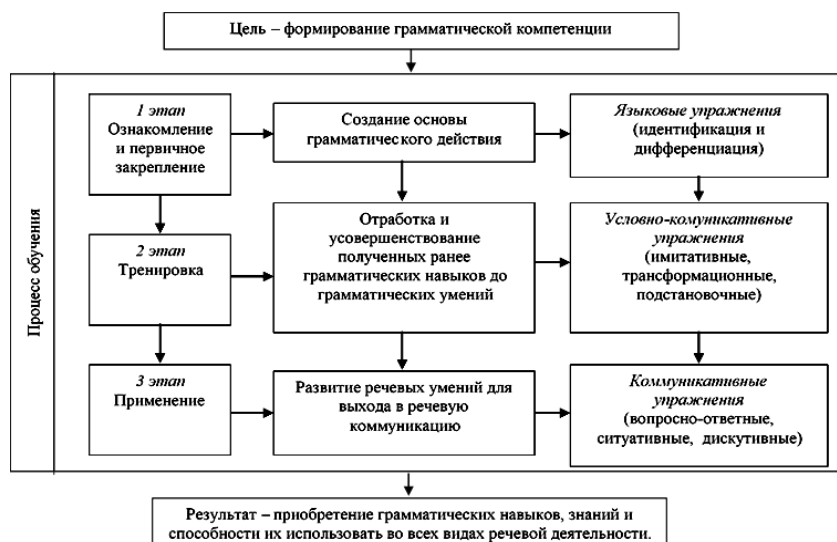 Цель – формирование грамматической компетенции
Процесс обучения
1 этап
Ознакомление
и первичное
закрепление
Создание основы
грамматического действия
Языковые упражнения
(идентификация и
дифференциация)
2 этап
Тренировка
Отработка и
усовершенствование
полученных ранее
грамматических навыков до
грамматических умений
Условно-комуникативные
упражнения
(имитативные,
трансформационные,
подстановочные)
3 этап
Применение
Развитие речевых умений для
выхода в речевую
коммуникацию
Коммуникативные
упражнения
(вопросно-ответные,
ситуативные, дискутивные)
Результат – приобретение грамматических навыков, знаний и
способности их использовать во всех видах речевой деятельности.